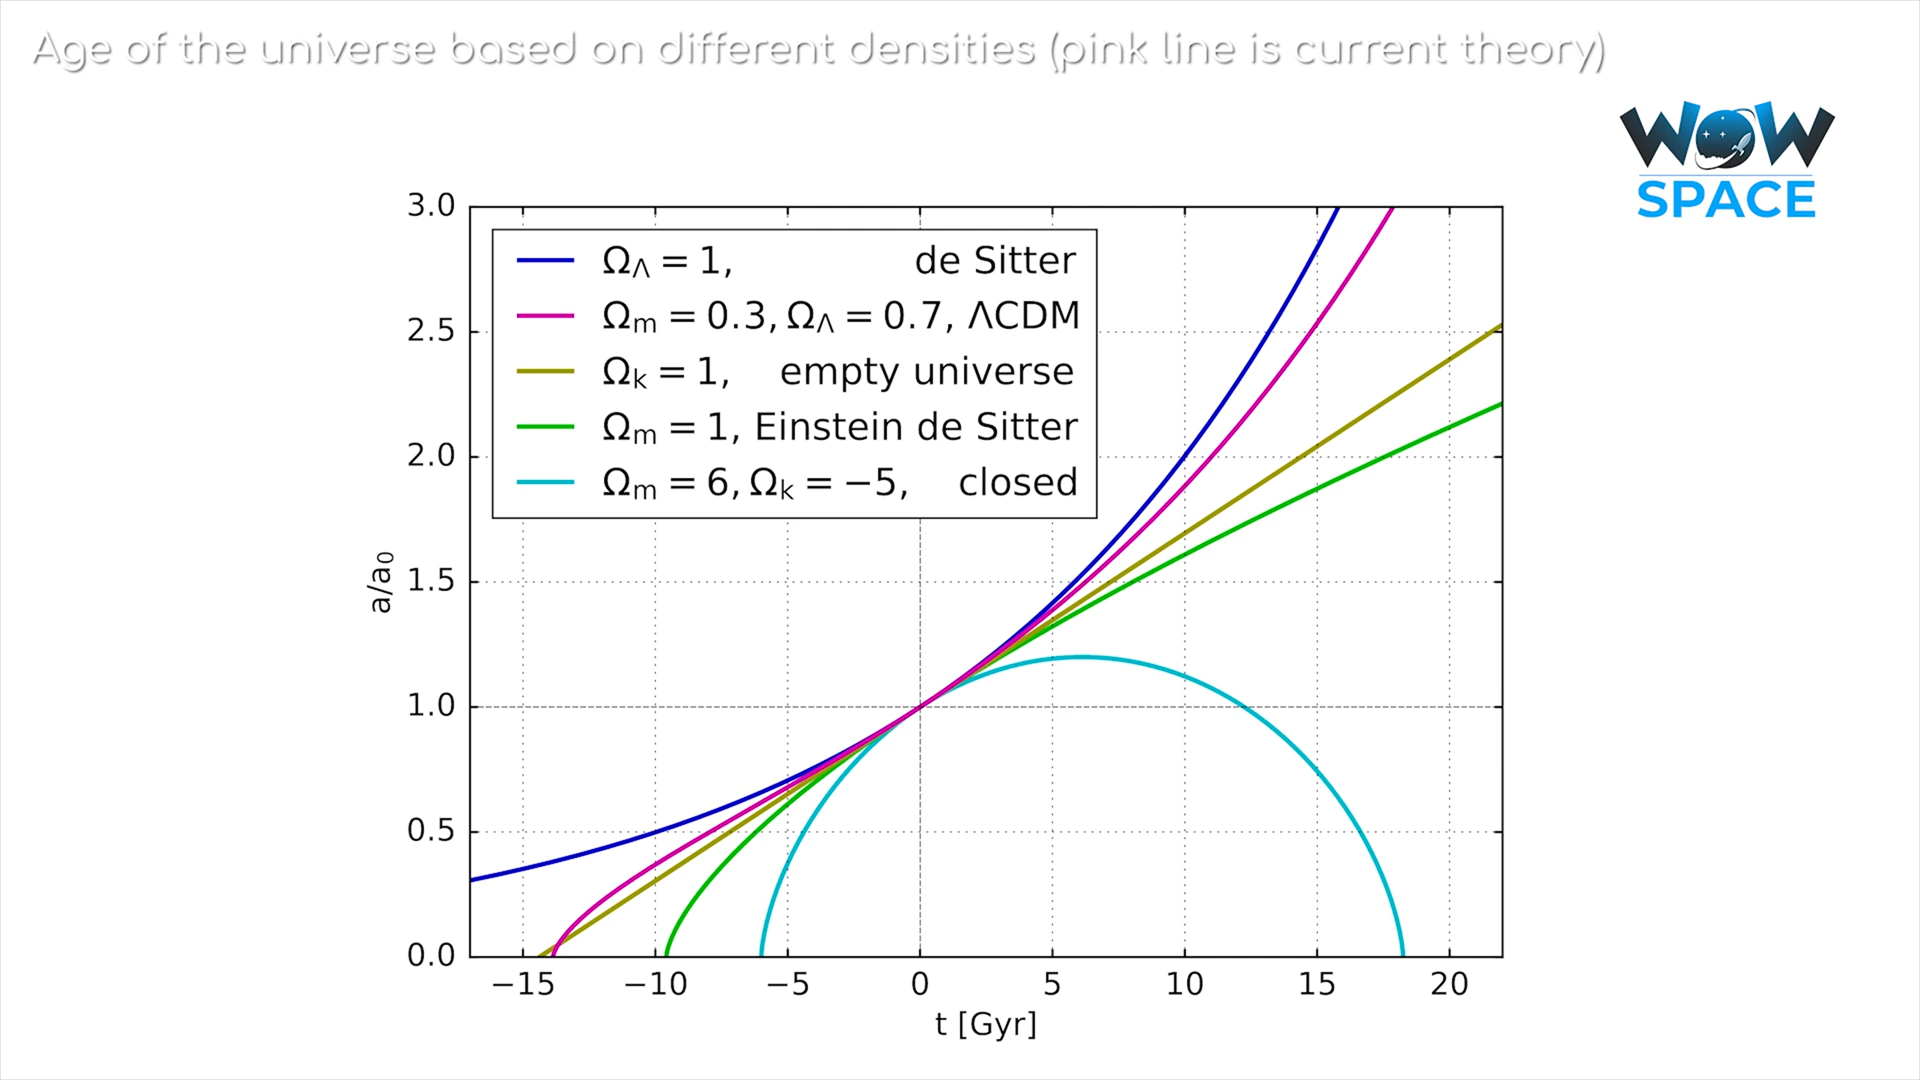 Age of the universe based on different densities (pink line is current theory)
WOW
SPACE
3.0
2.5
2.0
1.5
1.0
0.5
0.0
a/a₀
Ω_Λ = 1, de Sitter
Ω_m = 0.3, Ω_Λ = 0.7, ΛCDM
Ω_k = 1, empty universe
Ω_m = 1, Einstein de Sitter
Ω_m = 6, Ω_k = −5, closed
−15 −10 −5 0 5 10 15 20
t [Gyr]